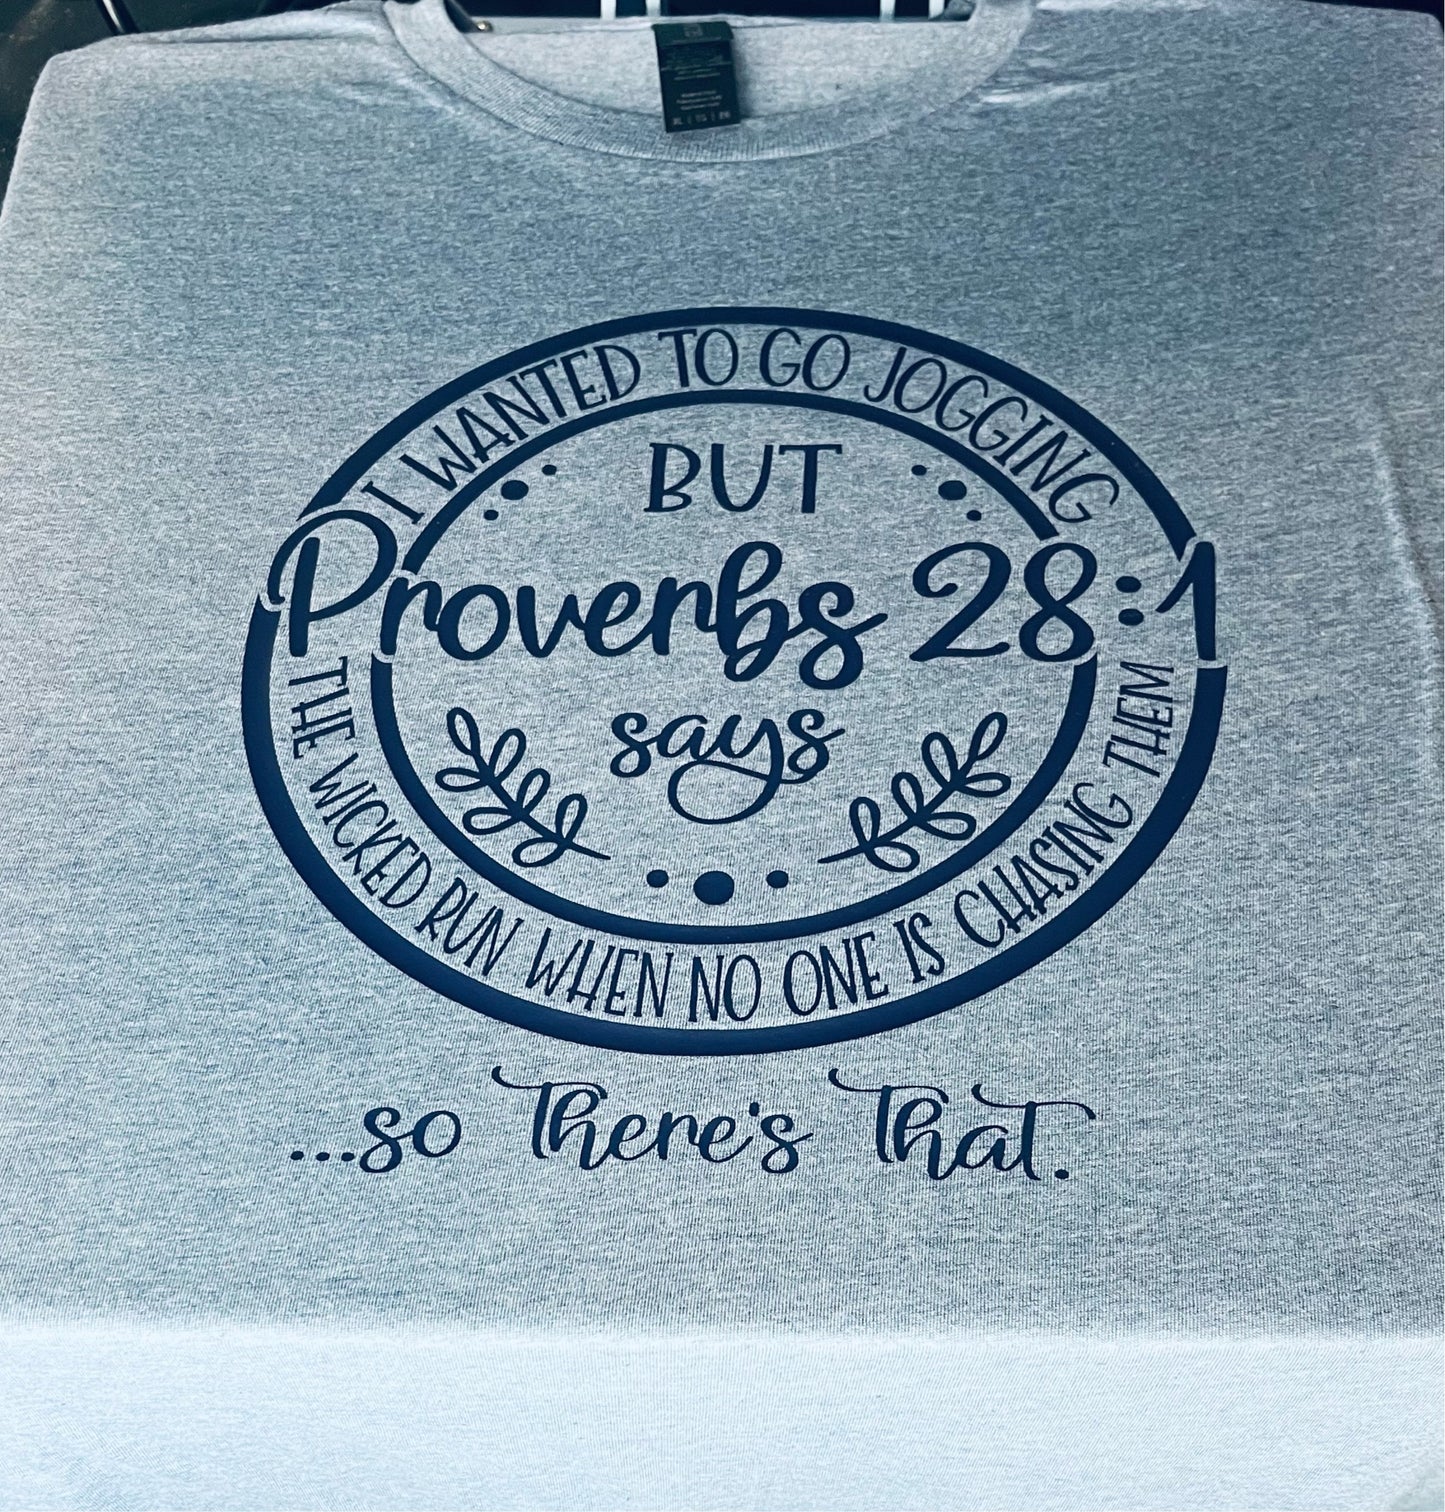 XL
I WANTED TO GO JOGGING
BUT
Proverbs 28:1
says
THE WICKED RUN WHEN NO ONE IS CHASING THEM
...so there's that.